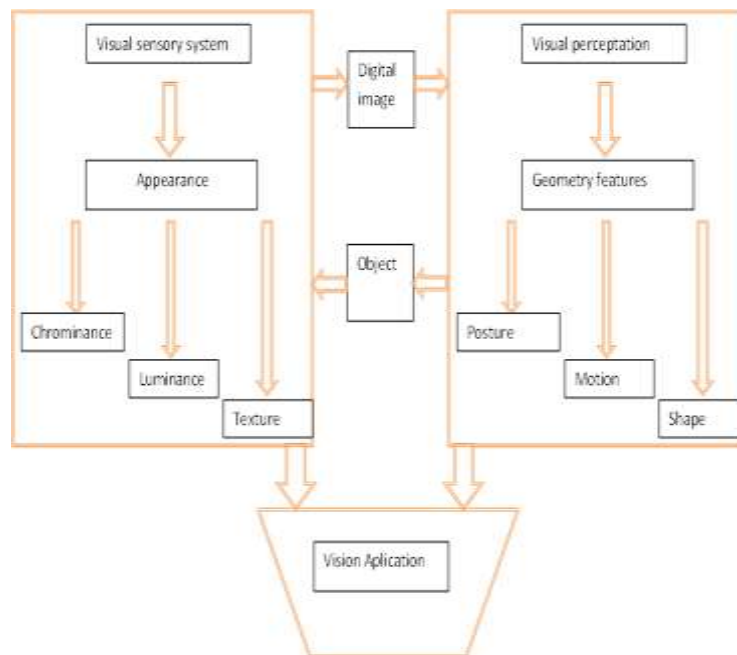 Visual sensory system
Digital
image
Visual perceptation
Appearance
Geometry features
Object
Chrominance
Luminance
Texture
Posture
Motion
Shape
Vision Aplication